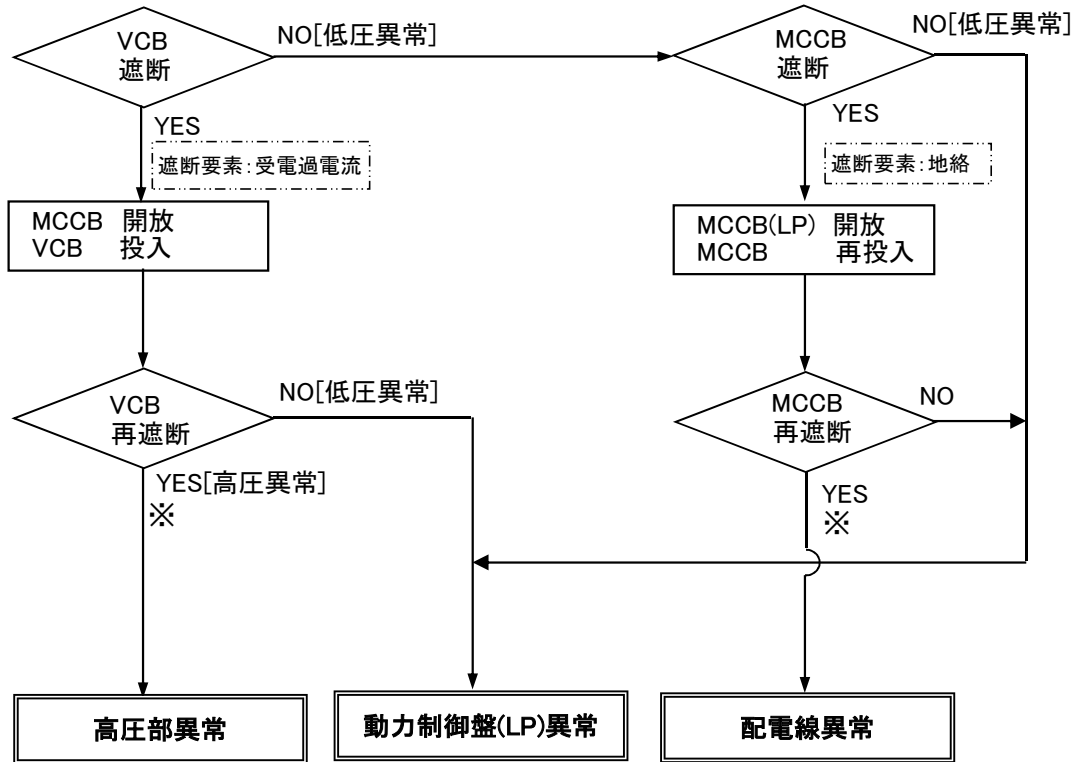 VCB
遮断
NO[低圧異常]
MCCB
遮断
NO[低圧異常]
YES
遮断要素:受電過電流
YES
遮断要素:地絡
MCCB 開放
VCB 投入
MCCB(LP) 開放
MCCB 再投入
VCB
再遮断
NO[低圧異常]
MCCB
再遮断
NO
YES[高圧異常]
※
YES
※
高圧部異常
動力制御盤(LP)異常
配電線異常